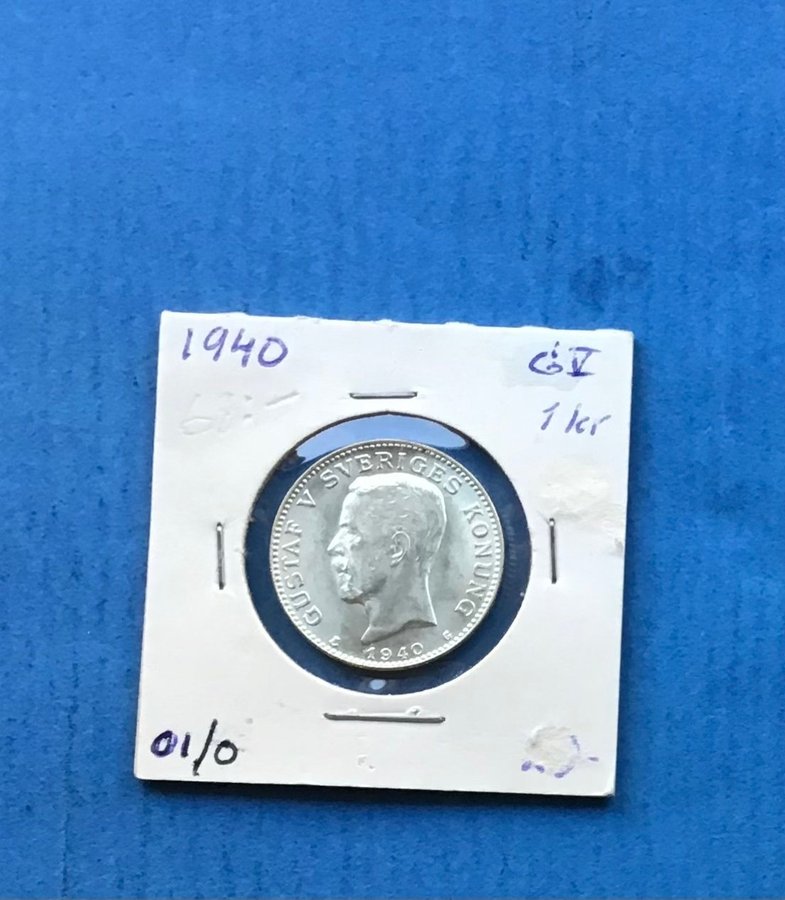 1940
GV
1 kr
GUSTAF V SVERIGES KONUNG
1940
G
01/0